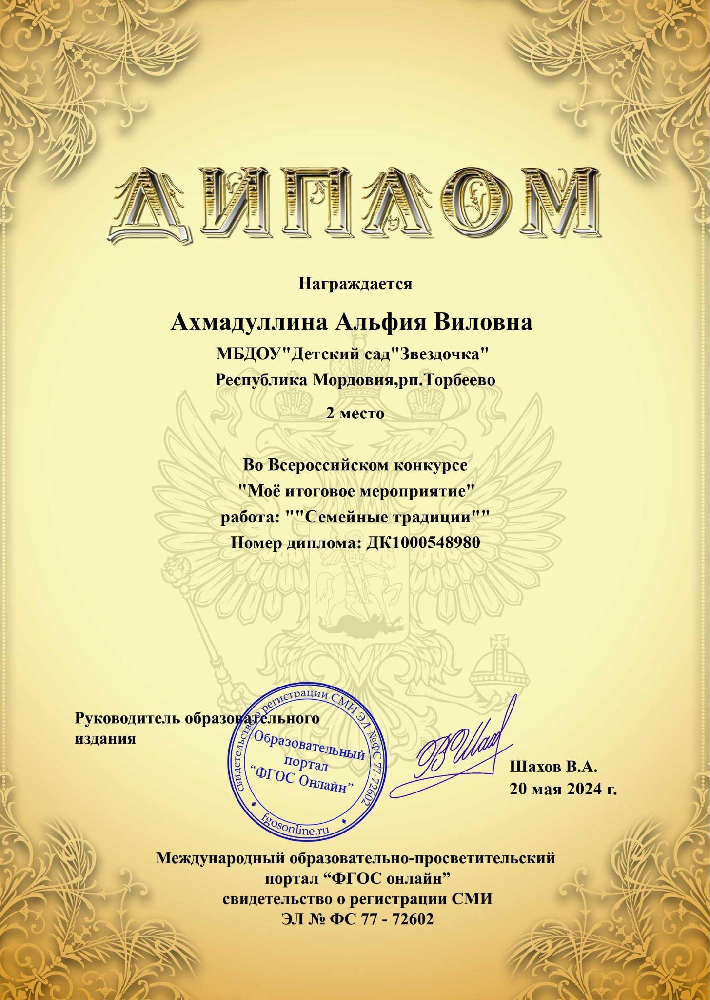 ДИПЛОМ
Награждается
Ахмадуллина Альфия Виловна
МБДОУ"Детский сад"Звездочка"
Республика Мордовия,рп.Торбеево
2 место
Во Всероссийском конкурсе
"Моё итоговое мероприятие"
работа: ""Семейные традиции""
Номер диплома: ДК1000548980
Руководитель образовательного
издания
свидетельство о регистрации СМИ ЭЛ №ФС 77-72602
Образовательный
портал
“ФГОС Онлайн”
fgosonline.ru
ВШах
Шахов В.А.
20 мая 2024 г.
Международный образовательно-просветительский
портал “ФГОС онлайн”
свидетельство о регистрации СМИ
ЭЛ № ФС 77 - 72602